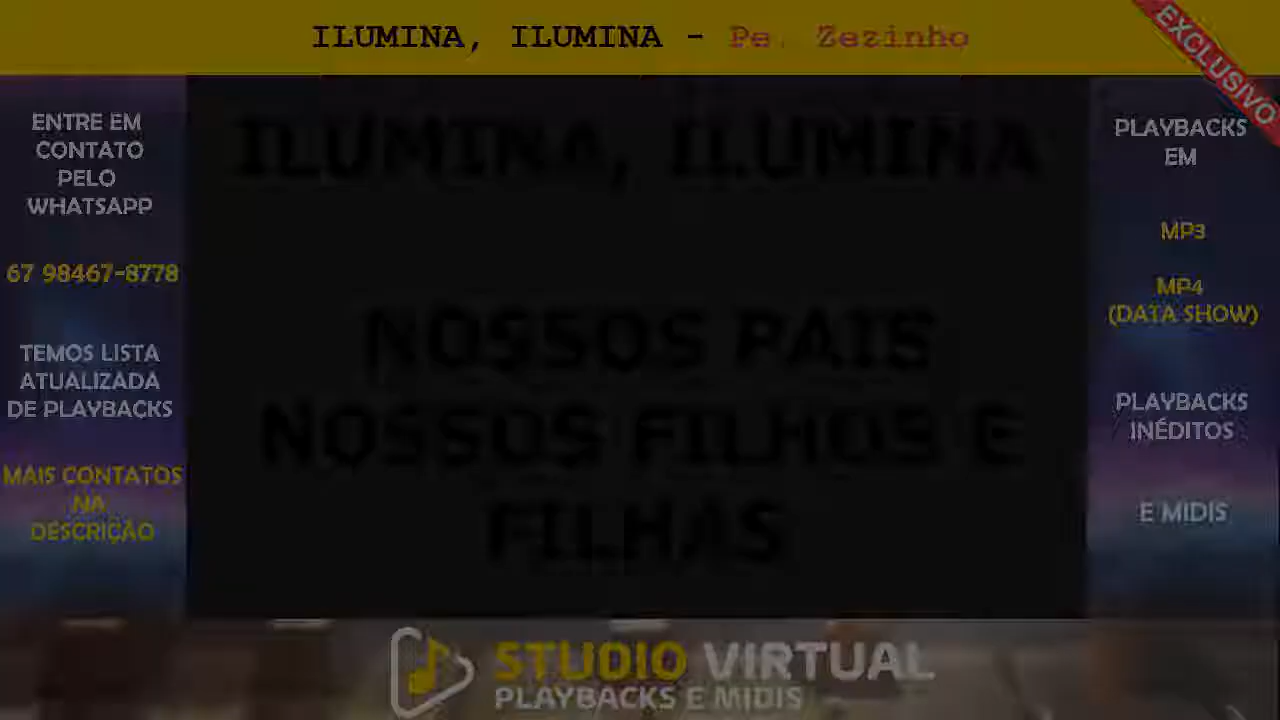 ILUMINA, ILUMINA - Pe. Zezinho
EXCLUSIVO
ENTRE EM
CONTATO
PELO
WHATSAPP
67 98467-8778
TEMOS LISTA
ATUALIZADA
DE PLAYBACKS
MAIS CONTATOS
NA
DESCRIÇÃO
ILUMINA, ILUMINA
NOSSOS PAIS
NOSSOS FILHOS E
FILHAS
PLAYBACKS
EM
MP3
MP4
(DATA SHOW)
PLAYBACKS
INÉDITOS
E MIDIS
STUDIO VIRTUAL
PLAYBACKS E MIDIS